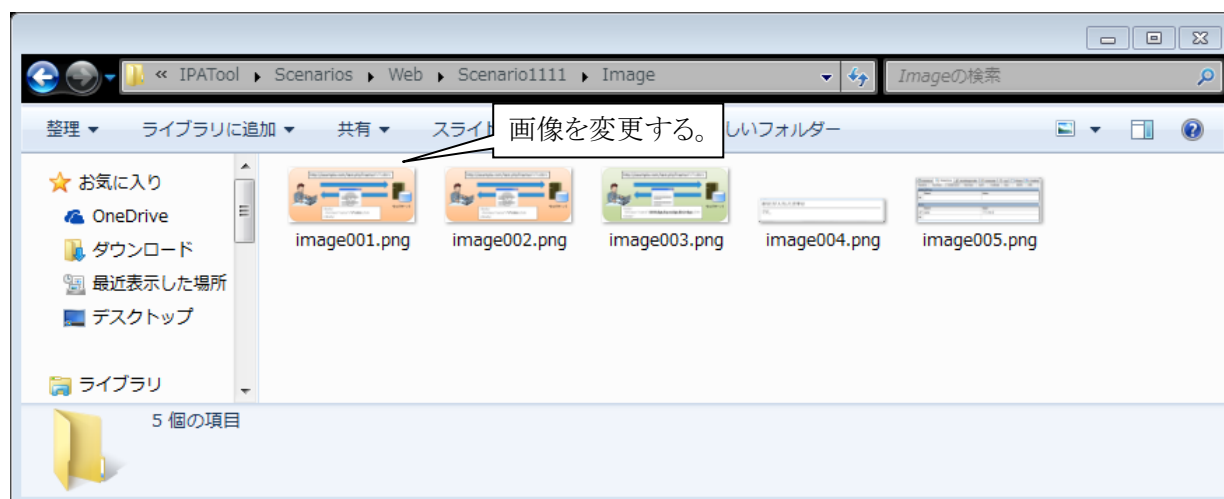 « IPATool ▸ Scenarios ▸ Web ▸ Scenario1111 ▸ Image
Imageの検索
整理 ライブラリに追加 共有 スライド しいフォルダー
画像を変更する。
お気に入り
OneDrive
ダウンロード
最近表示した場所
デスクトップ
ライブラリ
image001.png image002.png image003.png image004.png image005.png
5 個の項目